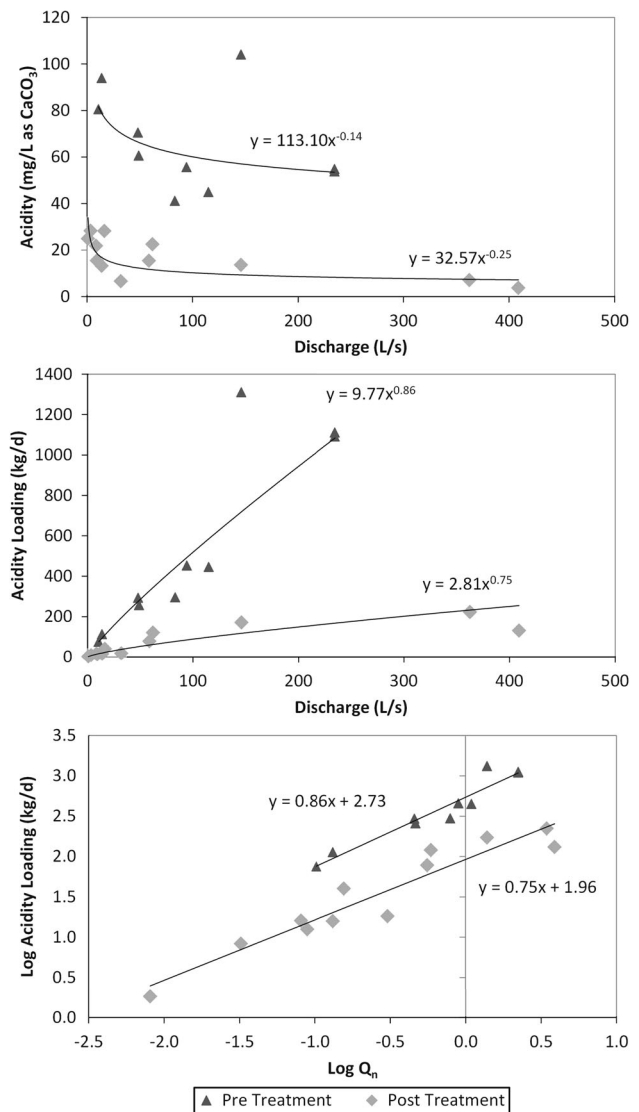 Acidity (mg/L as CaCO₃)
120
100
80
60
40
20
0
y = 113.10x⁻⁰·¹⁴
y = 32.57x⁻⁰·²⁵
0 100 200 300 400 500
Discharge (L/s)
Acidity Loading (kg/d)
1400
1200
1000
800
600
400
200
0
y = 9.77x⁰·⁸⁶
y = 2.81x⁰·⁷⁵
0 100 200 300 400 500
Discharge (L/s)
Log Acidity Loading (kg/d)
3.5
3.0
2.5
2.0
1.5
1.0
0.5
0.0
y = 0.86x + 2.73
y = 0.75x + 1.96
-2.5 -2.0 -1.5 -1.0 -0.5 0.0 0.5 1.0
Log Qₙ
Pre Treatment Post Treatment